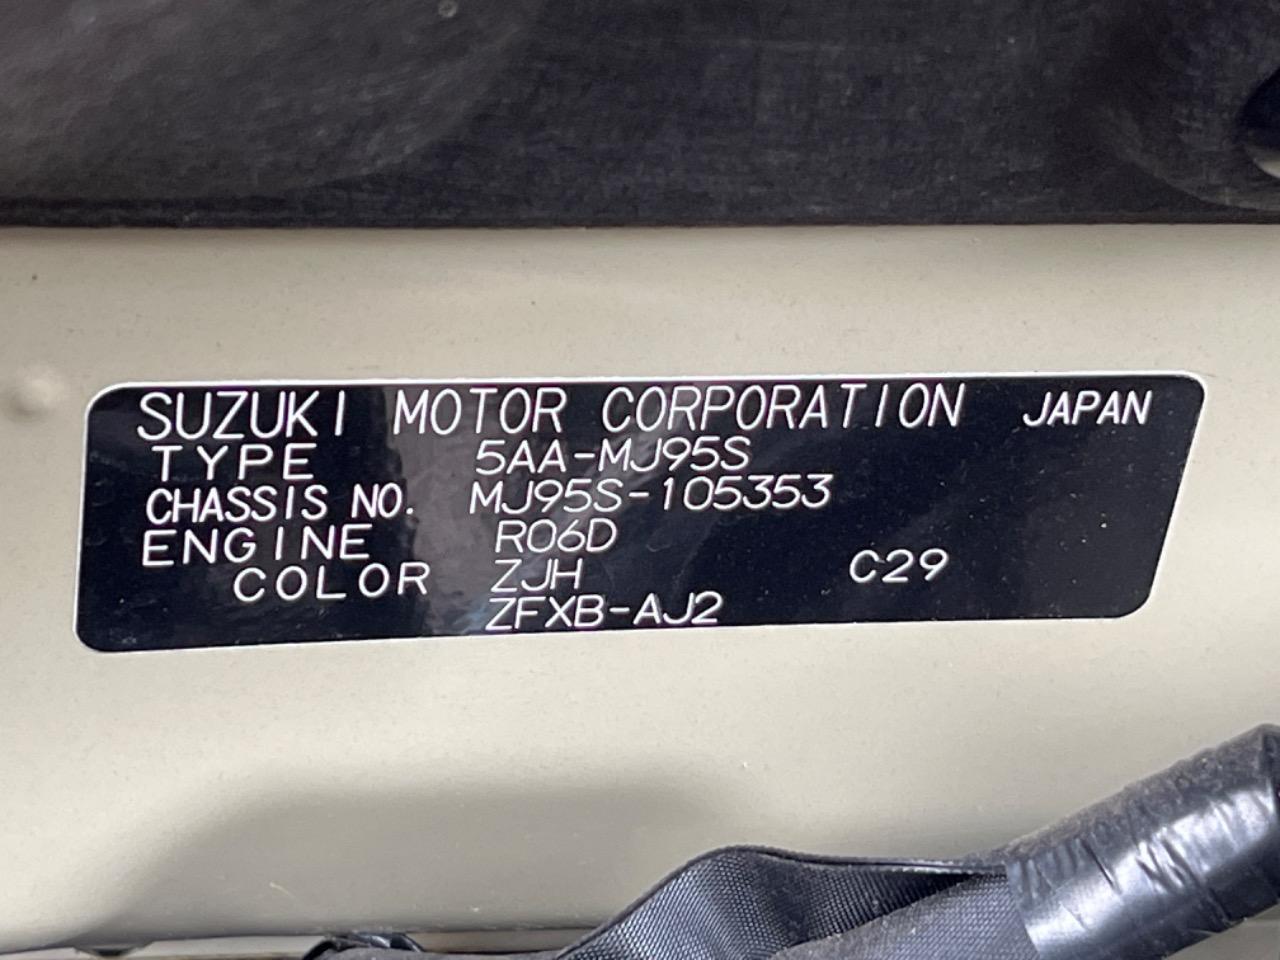 SUZUKI MOTOR CORPORATION JAPAN
TYPE 5AA-MJ95S
CHASSIS NO. MJ95S-105353
ENGINE R06D
COLOR ZJH C29
ZFXB-AJ2